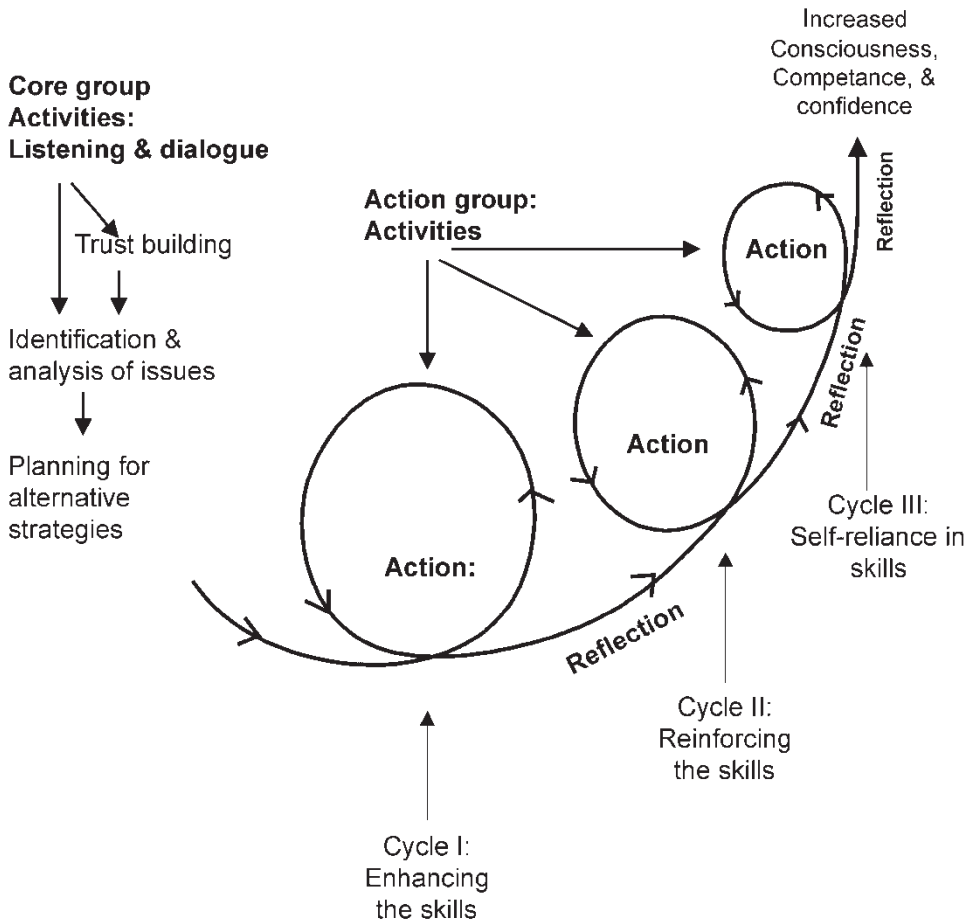 Core group
Activities:
Listening & dialogue
Trust building
Identification &
analysis of issues
Planning for
alternative
strategies
Action group:
Activities
Action:
Reflection
Action
Reflection
Action
Reflection
Increased
Consciousness,
Competance, &
confidence
Cycle I:
Enhancing
the skills
Cycle II:
Reinforcing
the skills
Cycle III:
Self-reliance in
skills